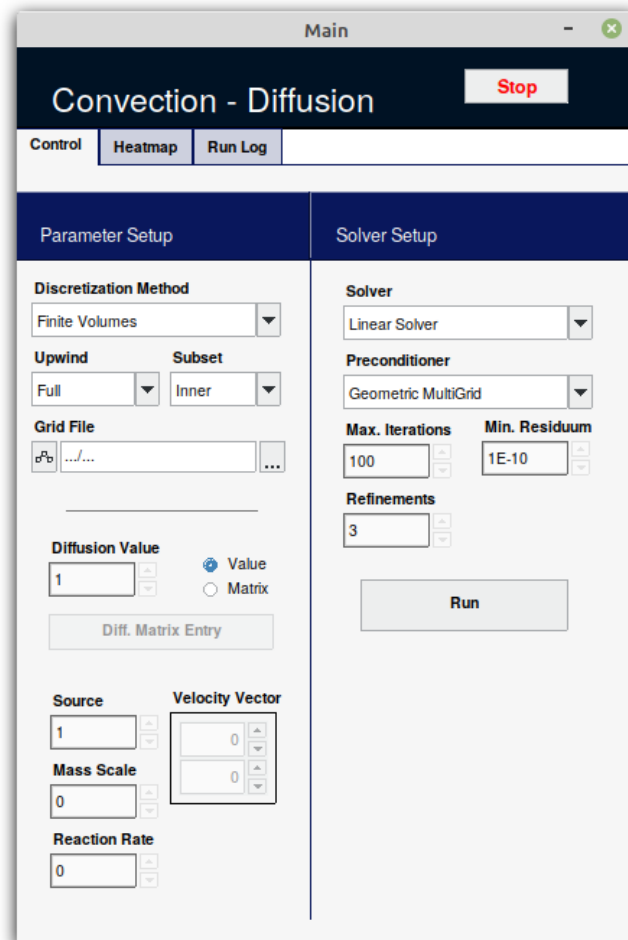 Main
Convection - Diffusion
Stop
Control
Heatmap
Run Log
Parameter Setup
Solver Setup
Discretization Method
Finite Volumes
Upwind
Subset
Full
Inner
Grid File
.../...
...
Diffusion Value
1
Value
Matrix
Diff. Matrix Entry
Source
1
Velocity Vector
0
0
Mass Scale
0
Reaction Rate
0
Solver
Linear Solver
Preconditioner
Geometric MultiGrid
Max. Iterations
Min. Residuum
100
1E-10
Refinements
3
Run